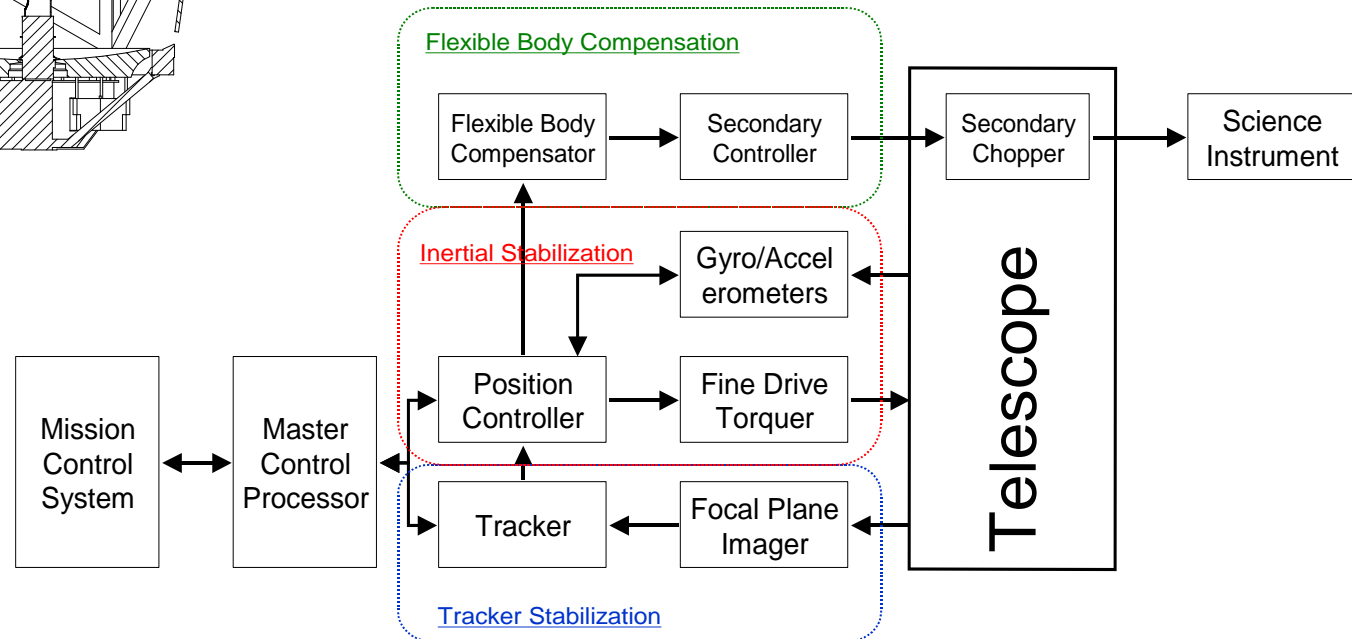 Flexible Body Compensation
Flexible Body
Compensator
Secondary
Controller
Secondary
Chopper
Science
Instrument
Inertial Stabilization
Gyro/Accel
erometers
Telescope
Mission
Control
System
Master
Control
Processor
Position
Controller
Fine Drive
Torquer
Tracker
Focal Plane
Imager
Tracker Stabilization